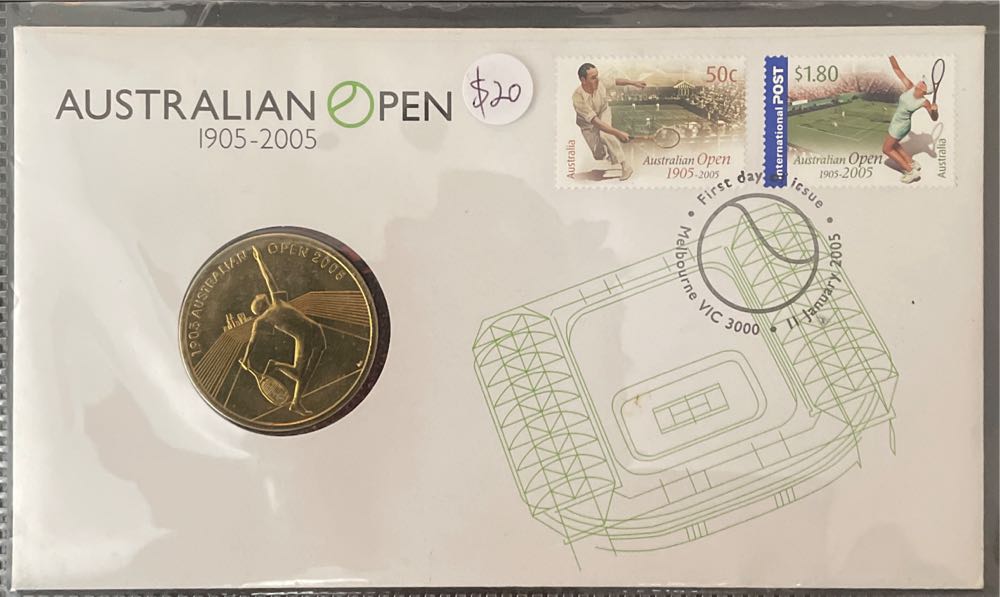 AUSTRALIAN OPEN
1905-2005
$20
50c
Australia
Australian Open
1905-2005
International POST
$1.80
Australian Open
1905-2005
Australia
1905 AUSTRALIAN OPEN 2005
First day of issue
Melbourne VIC 3000
11 January 2005